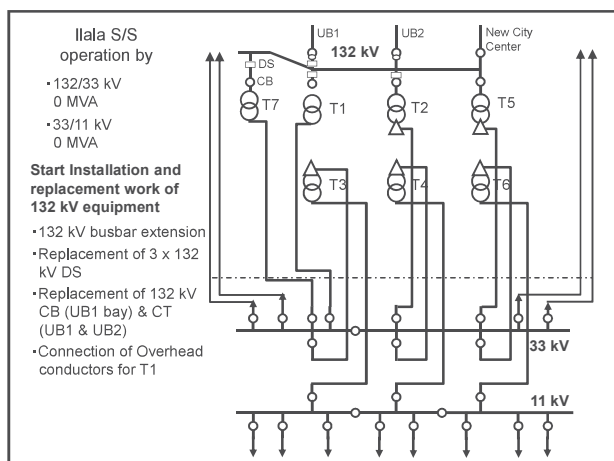 Ilala S/S
operation by
· 132/33 kV
0 MVA
· 33/11 kV
0 MVA
Start Installation and
replacement work of
132 kV equipment
· 132 kV busbar extension
· Replacement of 3 x 132
kV DS
· Replacement of 132 kV
CB (UB1 bay) & CT
(UB1 & UB2)
· Connection of Overhead
conductors for T1
UB1
UB2
New City
Center
132 kV
DS
CB
T7
T1
T2
T5
T3
T4
T6
33 kV
11 kV